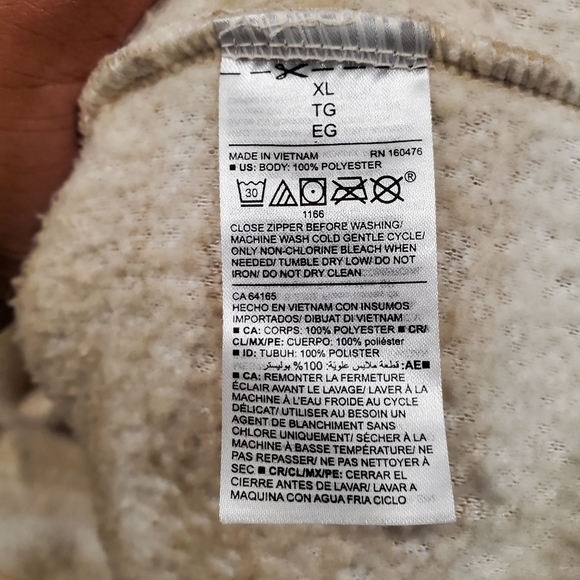 XL
TG
EG
MADE IN VIETNAM RN 160476
■ US: BODY: 100% POLYESTER
30
®
1166
CLOSE ZIPPER BEFORE WASHING/
MACHINE WASH COLD GENTLE CYCLE/
ONLY NON-CHLORINE BLEACH WHEN
NEEDED/ TUMBLE DRY LOW/ DO NOT
IRON/ DO NOT DRY CLEAN
CA 64165
HECHO EN VIETNAM CON INSUMOS
IMPORTADOS/ DIBUAT DI VIETNAM
■ CA: CORPS: 100% POLYESTER ■ CR/
CL/MX/PE: CUERPO: 100% poliéster
■ ID: TUBUH: 100% POLISTER
■ AE: قطعة ملابس علوية: 100% بوليستر
■ CA: REMONTER LA FERMETURE
ÉCLAIR AVANT LE LAVAGE/ LAVER À LA
MACHINE À L'EAU FROIDE AU CYCLE
DÉLICAT/ UTILISER AU BESOIN UN
AGENT DE BLANCHIMENT SANS
CHLORE UNIQUEMENT/ SÉCHER À LA
MACHINE À BASSE TEMPÉRATURE/ NE
PAS REPASSER/ NE PAS NETTOYER À
SEC ■ CR/CL/MX/PE: CERRAR EL
CIERRE ANTES DE LAVAR/ LAVAR A
MAQUINA CON AGUA FRIA CICLO